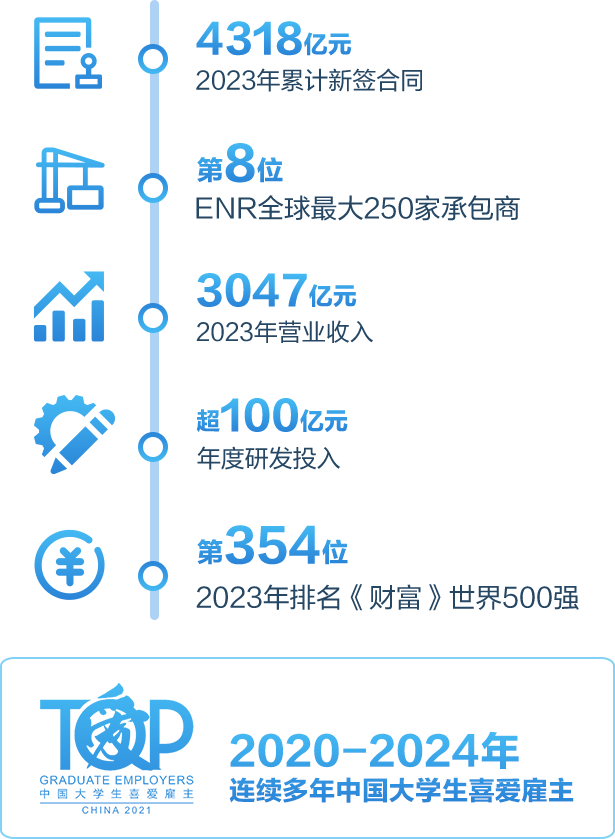 4318亿元
2023年累计新签合同
第8位
ENR全球最大250家承包商
3047亿元
2023年营业收入
超100亿元
年度研发投入
¥
第354位
2023年排名《财富》世界500强
TOP
GRADUATE EMPLOYERS
中国大学生喜爱雇主
CHINA 2021
2020-2024年
连续多年中国大学生喜爱雇主